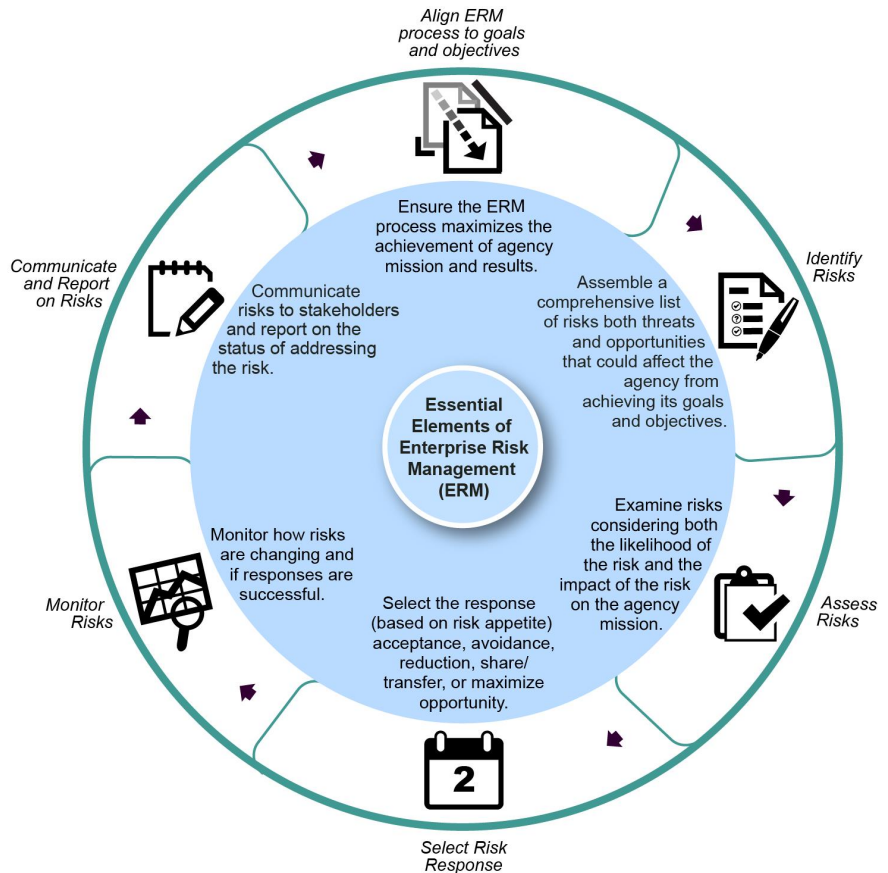 Align ERM
process to goals
and objectives
Ensure the ERM
process maximizes the
achievement of agency
mission and results.
Identify
Risks
Assemble a
comprehensive list
of risks both threats
and opportunities
that could affect the
agency from
achieving its goals
and objectives.
Assess
Risks
Examine risks
considering both
the likelihood of
the risk and the
impact of the risk
on the agency
mission.
Select Risk
Response
Select the response
(based on risk appetite)
acceptance, avoidance,
reduction, share/
transfer, or maximize
opportunity.
2
Monitor
Risks
Monitor how risks
are changing and
if responses are
successful.
Communicate
and Report
on Risks
Communicate
risks to stakeholders
and report on the
status of addressing
the risk.
Essential
Elements of
Enterprise Risk
Management
(ERM)